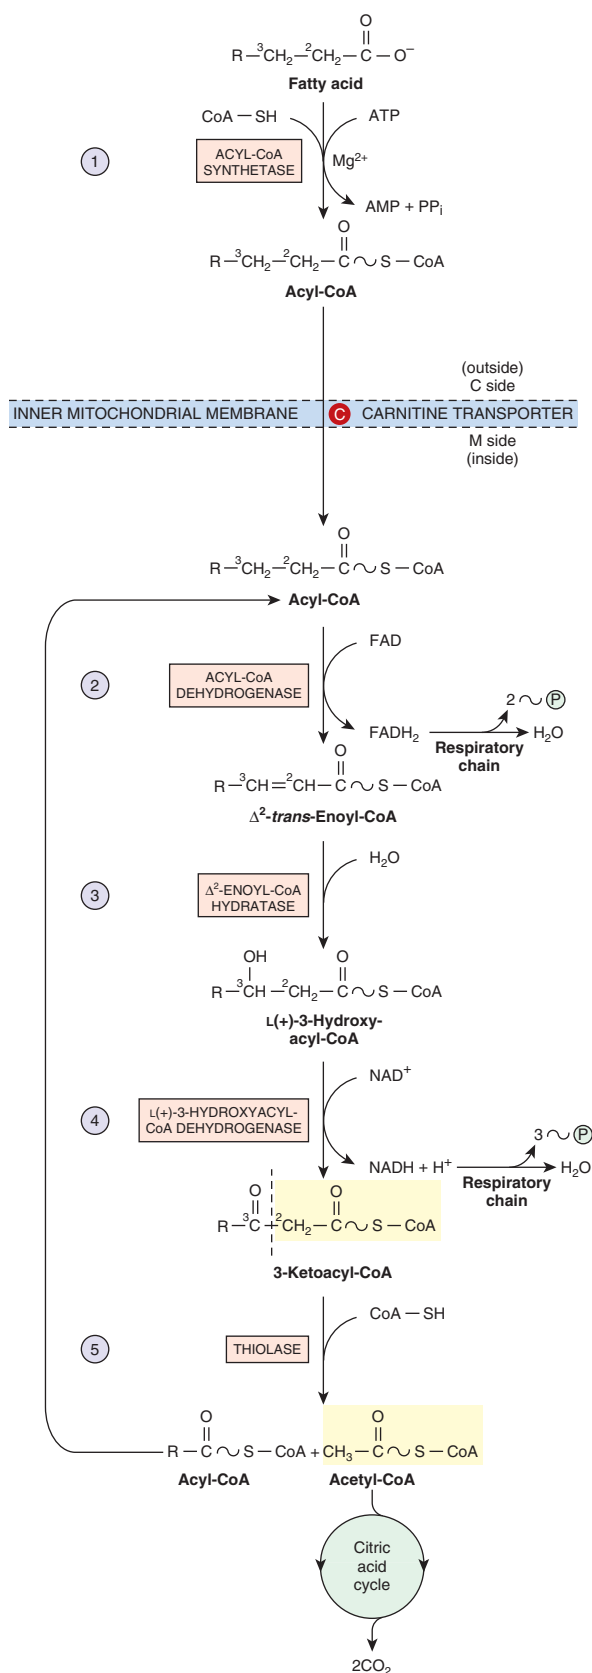 O
R—³CH₂—²CH₂—C—O⁻
Fatty acid
CoA—SH
ATP
1
ACYL-CoA
SYNTHETASE
Mg²⁺
AMP + PPᵢ
O
R—³CH₂—²CH₂—C~S—CoA
Acyl-CoA
(outside)
C side
INNER MITOCHONDRIAL MEMBRANE C CARNITINE TRANSPORTER
M side
(inside)
O
R—³CH₂—²CH₂—C~S—CoA
Acyl-CoA
FAD
2
ACYL-CoA
DEHYDROGENASE
FADH₂
2~P
H₂O
Respiratory
chain
O
R—³CH=²CH—C~S—CoA
Δ²-trans-Enoyl-CoA
H₂O
3
Δ²-ENOYL-CoA
HYDRATASE
OH O
R—³CH—²CH₂—C~S—CoA
L(+)-3-Hydroxy-
acyl-CoA
NAD⁺
4
L(+)-3-HYDROXYACYL-
CoA DEHYDROGENASE
NADH + H⁺
3~P
H₂O
Respiratory
chain
O O
R—³C—²CH₂—C~S—CoA
3-Ketoacyl-CoA
CoA—SH
5
THIOLASE
O O
R—C~S—CoA + CH₃—C~S—CoA
Acyl-CoA Acetyl-CoA
Citric
acid
cycle
2CO₂